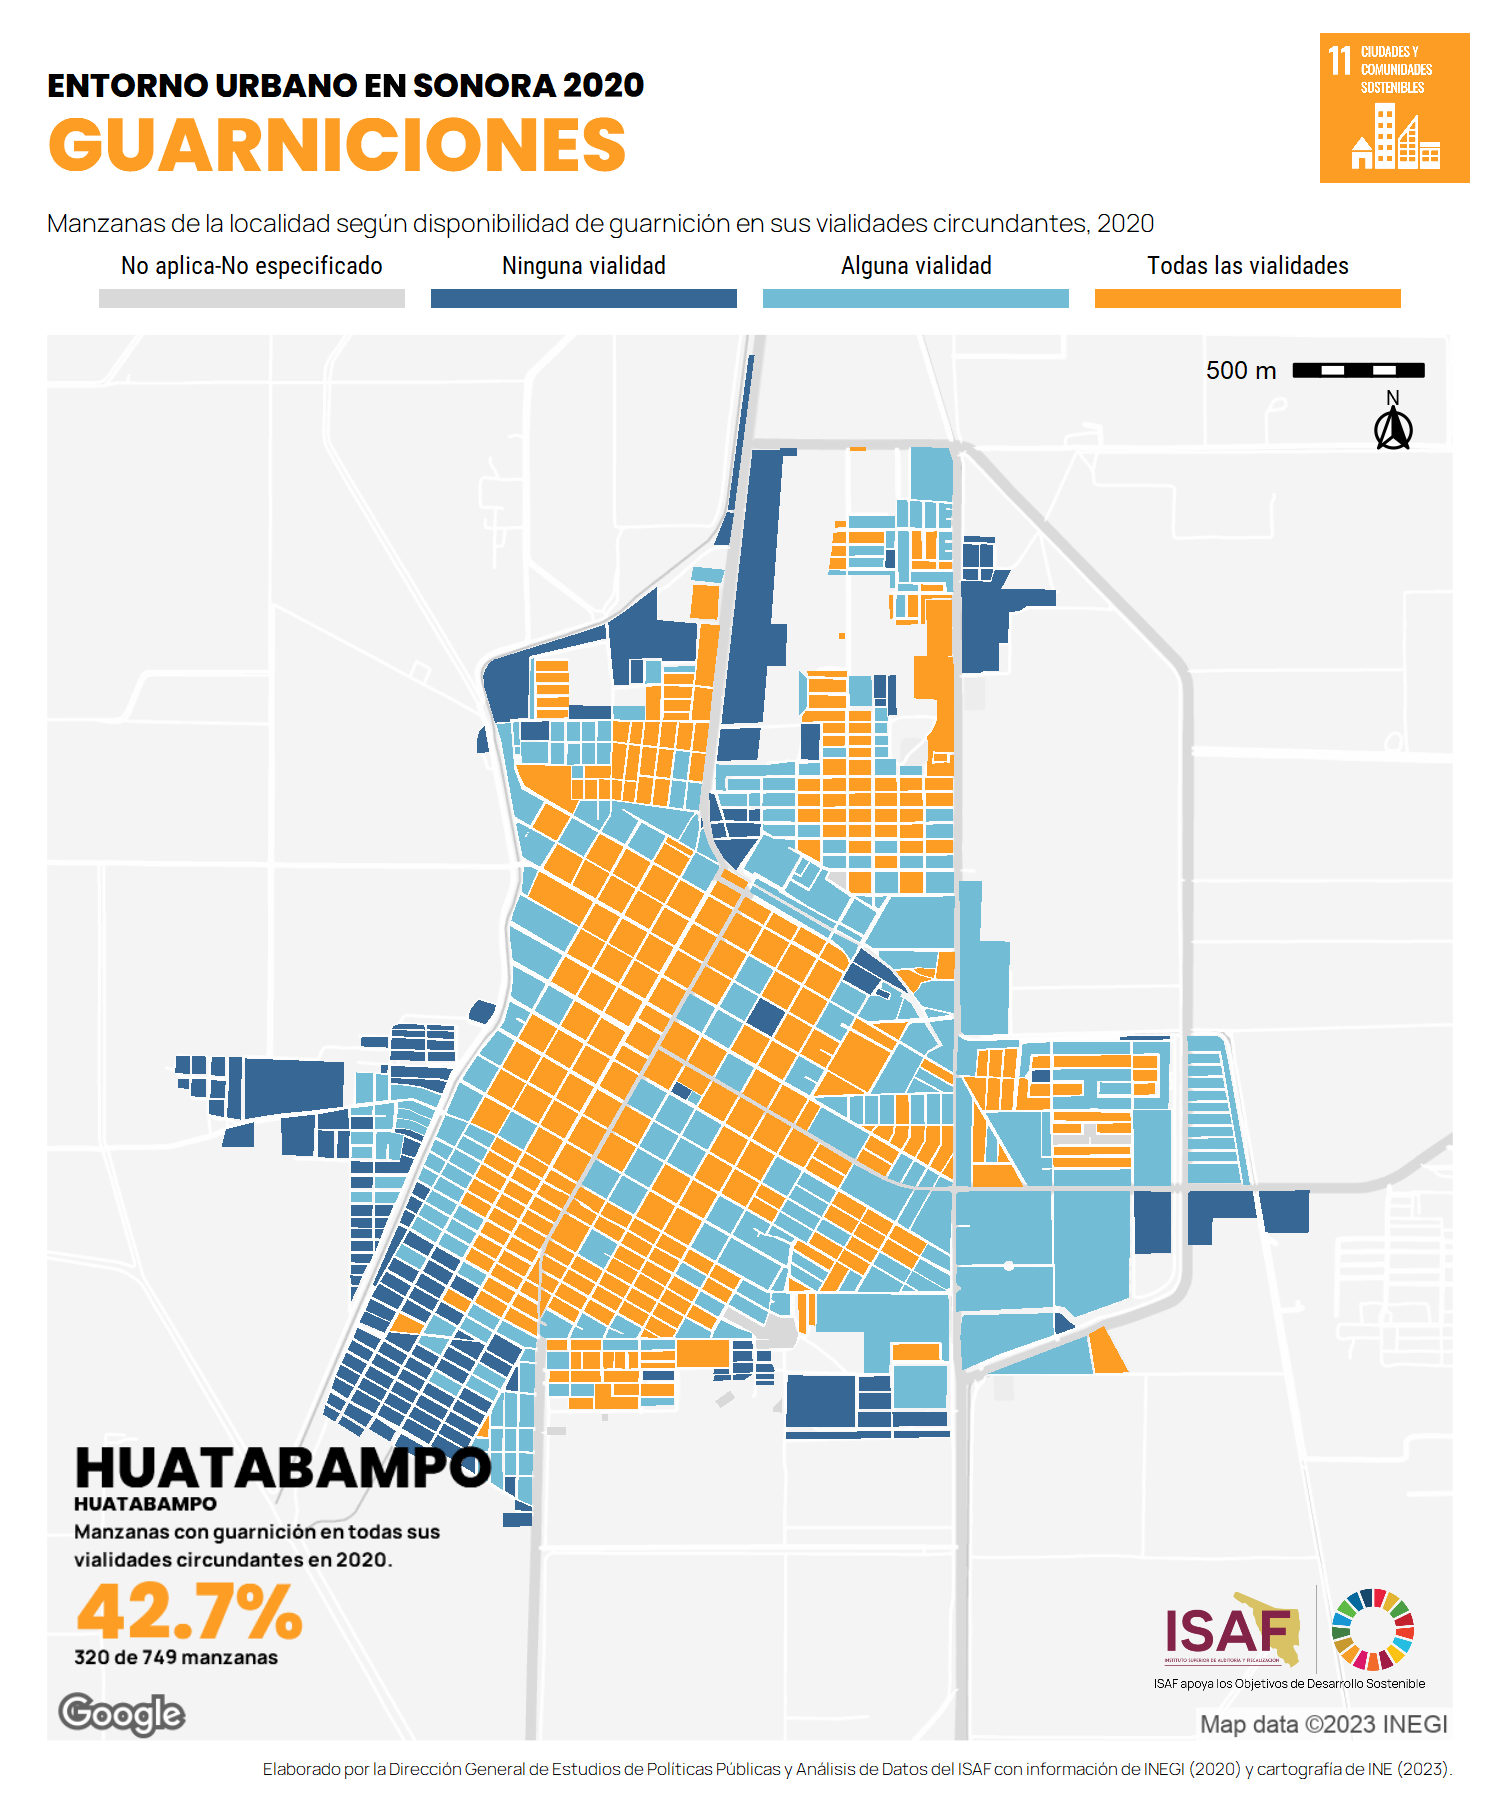 ENTORNO URBANO EN SONORA 2020
GUARNICIONES
11 CIUDADES Y
COMUNIDADES
SOSTENIBLES
Manzanas de la localidad según disponibilidad de guarnición en sus vialidades circundantes, 2020
No aplica-No especificado
Ninguna vialidad
Alguna vialidad
Todas las vialidades
500 m
N
HUATABAMPO
HUATABAMPO
Manzanas con guarnición en todas sus
vialidades circundantes en 2020.
42.7%
320 de 749 manzanas
Google
ISAF
INSTITUTO SUPERIOR DE AUDITORÍA Y FISCALIZACIÓN
ISAF apoya los Objetivos de Desarrollo Sostenible
Map data ©2023 INEGI
Elaborado por la Dirección General de Estudios de Políticas Públicas y Análisis de Datos del ISAF con información de INEGI (2020) y cartografía de INE (2023).